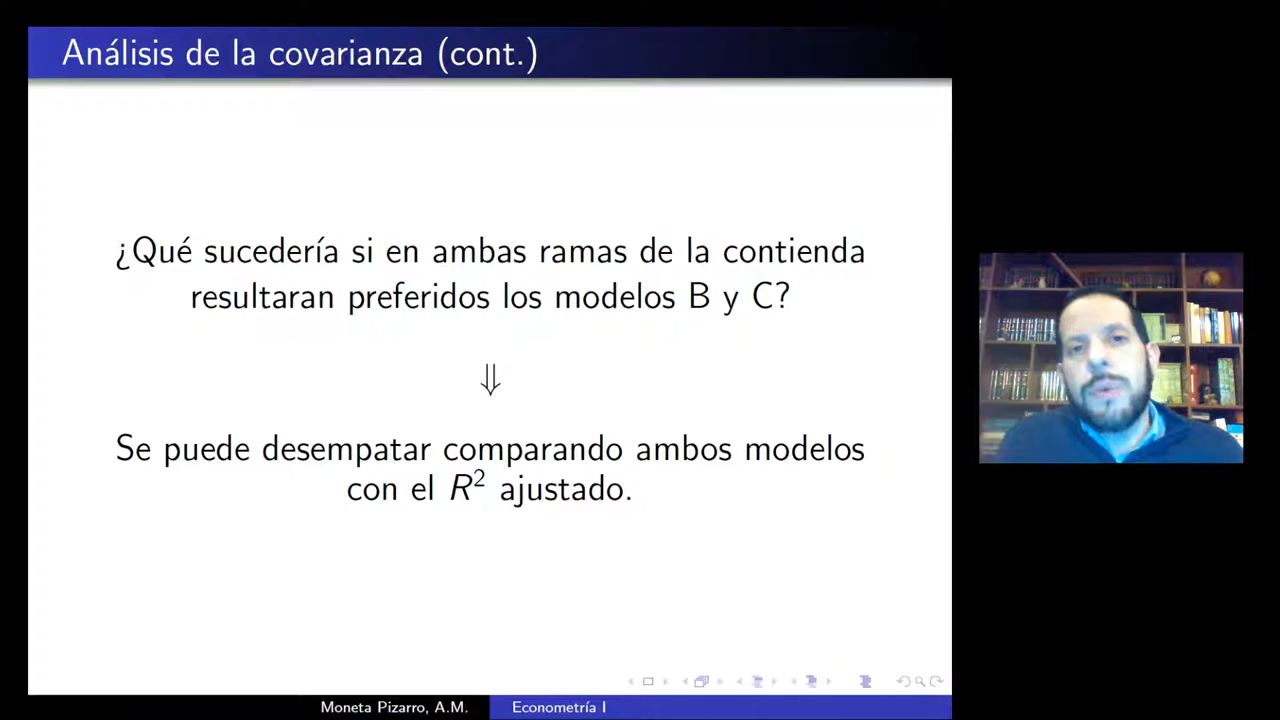 Análisis de la covarianza (cont.)
¿Qué sucedería si en ambas ramas de la contienda
resultaran preferidos los modelos B y C?
⇓
Se puede desempatar comparando ambos modelos
con el R² ajustado.
Moneta Pizarro, A.M. Econometría I